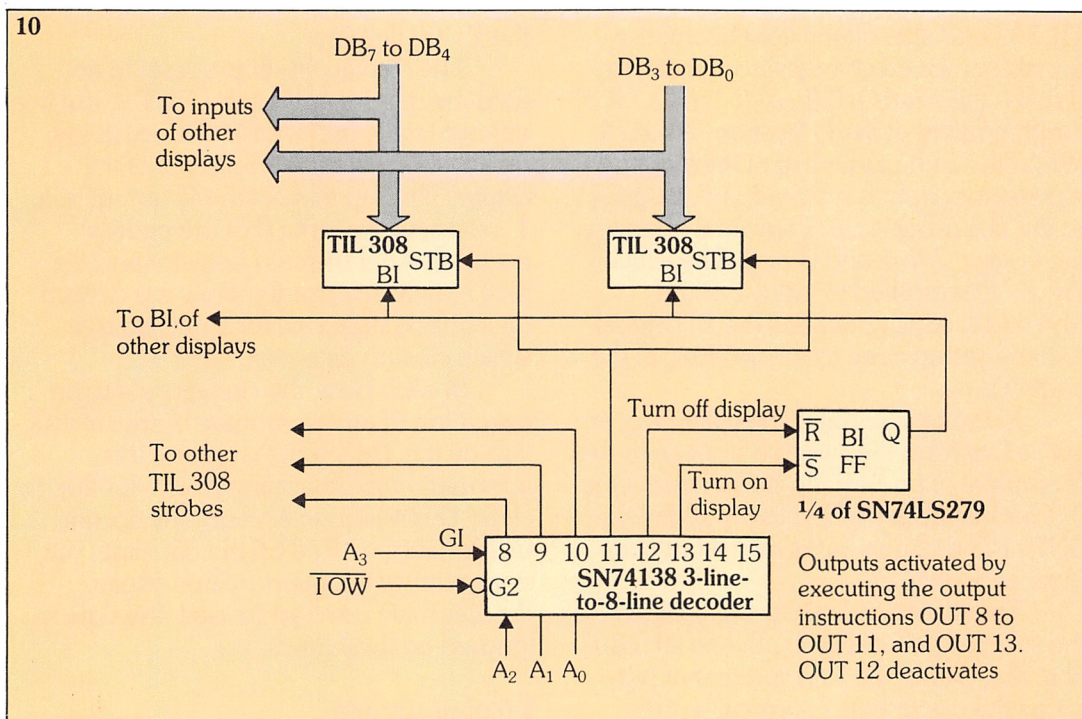 10
DB₇ to DB₄
DB₃ to DB₀
To inputs
of other
displays
TIL 308
STB
BI
TIL 308
STB
BI
To BI.of
other displays
Turn off display
R̅ BI Q
S̅ FF
Turn on
display
¼ of SN74LS279
To other
TIL 308
strobes
A₃
GI
8 9 10 11 12 13 14 15
I̅O̅W̅
G2
SN74138 3-line-
to-8-line decoder
A₂ A₁ A₀
Outputs activated by
executing the output
instructions OUT 8 to
OUT 11, and OUT 13.
OUT 12 deactivates